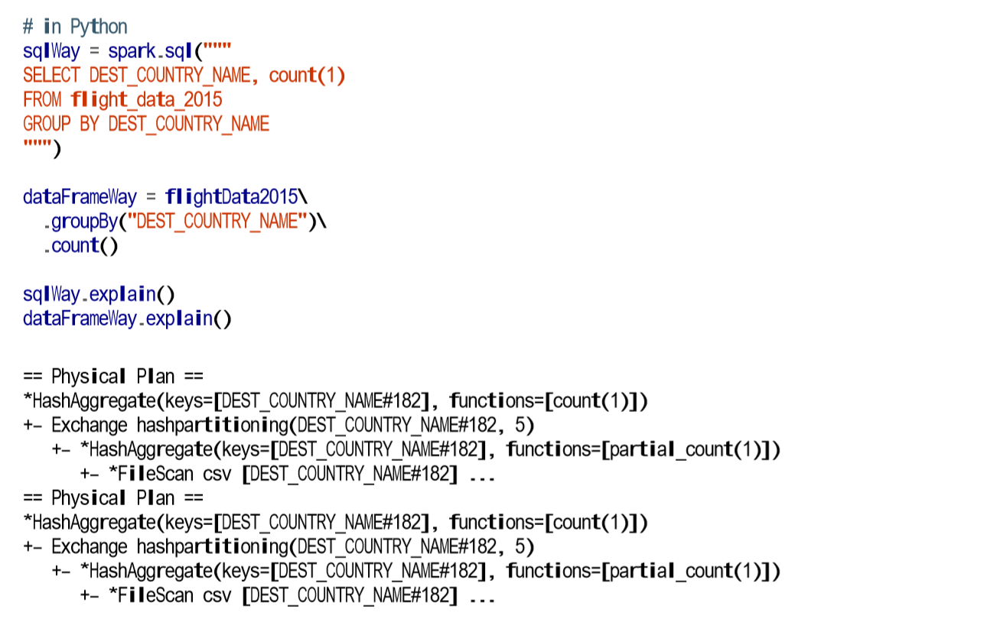 # in Python
sqlWay = spark.sql("""
SELECT DEST_COUNTRY_NAME, count(1)
FROM flight_data_2015
GROUP BY DEST_COUNTRY_NAME
""")
dataFrameWay = flightData2015\
  .groupBy("DEST_COUNTRY_NAME")\
  .count()
sqlWay.explain()
dataFrameWay.explain()
== Physical Plan ==
*HashAggregate(keys=[DEST_COUNTRY_NAME#182], functions=[count(1)])
+- Exchange hashpartitioning(DEST_COUNTRY_NAME#182, 5)
   +- *HashAggregate(keys=[DEST_COUNTRY_NAME#182], functions=[partial_count(1)])
      +- *FileScan csv [DEST_COUNTRY_NAME#182] ...
== Physical Plan ==
*HashAggregate(keys=[DEST_COUNTRY_NAME#182], functions=[count(1)])
+- Exchange hashpartitioning(DEST_COUNTRY_NAME#182, 5)
   +- *HashAggregate(keys=[DEST_COUNTRY_NAME#182], functions=[partial_count(1)])
      +- *FileScan csv [DEST_COUNTRY_NAME#182] ...